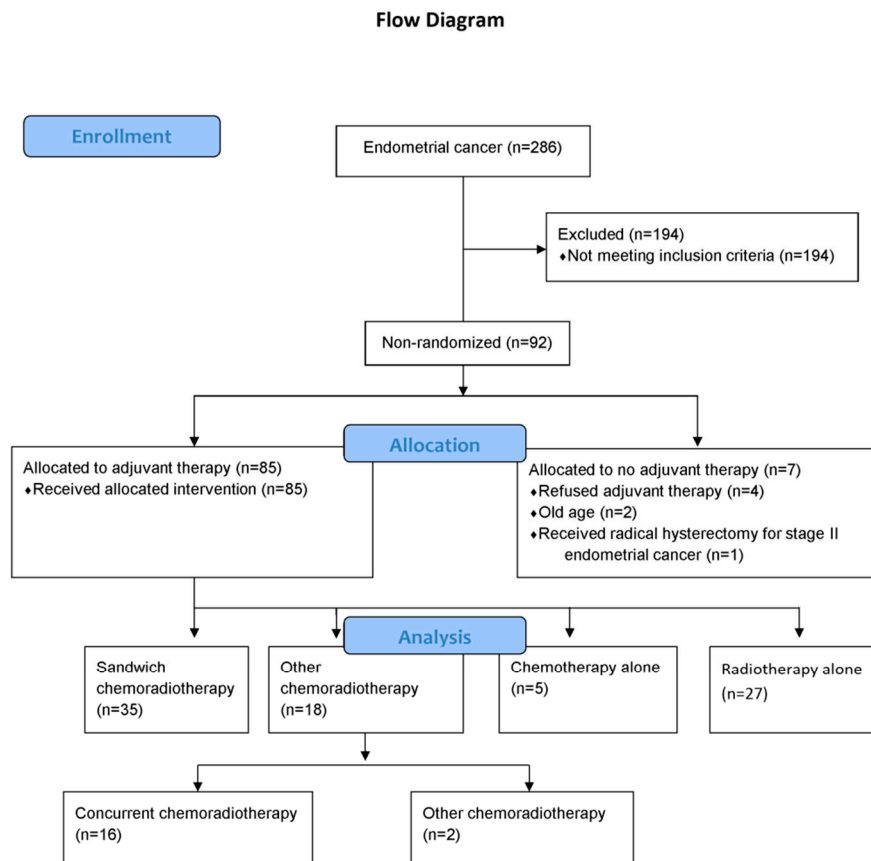 Flow Diagram
Enrollment
Endometrial cancer (n=286)
Excluded (n=194)
♦Not meeting inclusion criteria (n=194)
Non-randomized (n=92)
Allocation
Allocated to adjuvant therapy (n=85)
♦Received allocated intervention (n=85)
Allocated to no adjuvant therapy (n=7)
♦Refused adjuvant therapy (n=4)
♦Old age (n=2)
♦Received radical hysterectomy for stage II
endometrial cancer (n=1)
Analysis
Sandwich
chemoradiotherapy
(n=35)
Other
chemoradiotherapy
(n=18)
Chemotherapy alone
(n=5)
Radiotherapy alone
(n=27)
Concurrent chemoradiotherapy
(n=16)
Other chemoradiotherapy
(n=2)